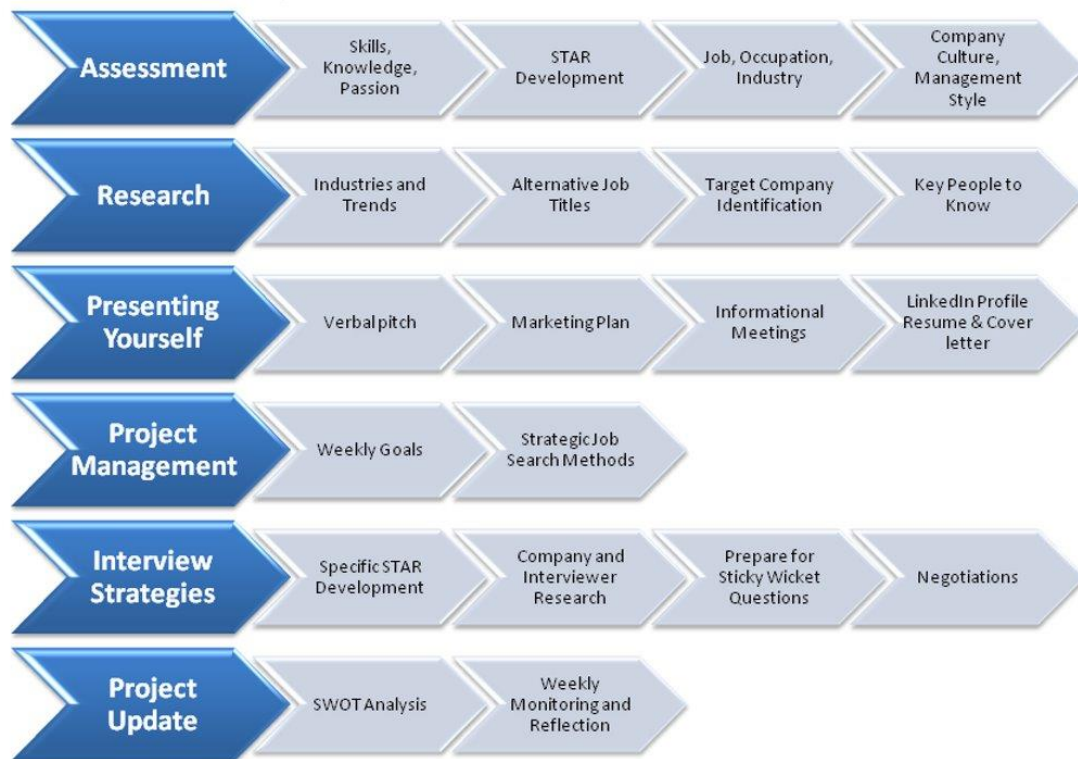 Assessment
Skills,
Knowledge,
Passion
STAR
Development
Job, Occupation,
Industry
Company
Culture,
Management
Style
Research
Industries and
Trends
Alternative Job
Titles
Target Company
Identification
Key People to
Know
Presenting
Yourself
Verbal pitch
Marketing Plan
Informational
Meetings
LinkedIn Profile
Resume & Cover
letter
Project
Management
Weekly Goals
Strategic Job
Search Methods
Interview
Strategies
Specific STAR
Development
Company and
Interviewer
Research
Prepare for
Sticky Wicket
Questions
Negotiations
Project
Update
SWOT Analysis
Weekly
Monitoring and
Reflection